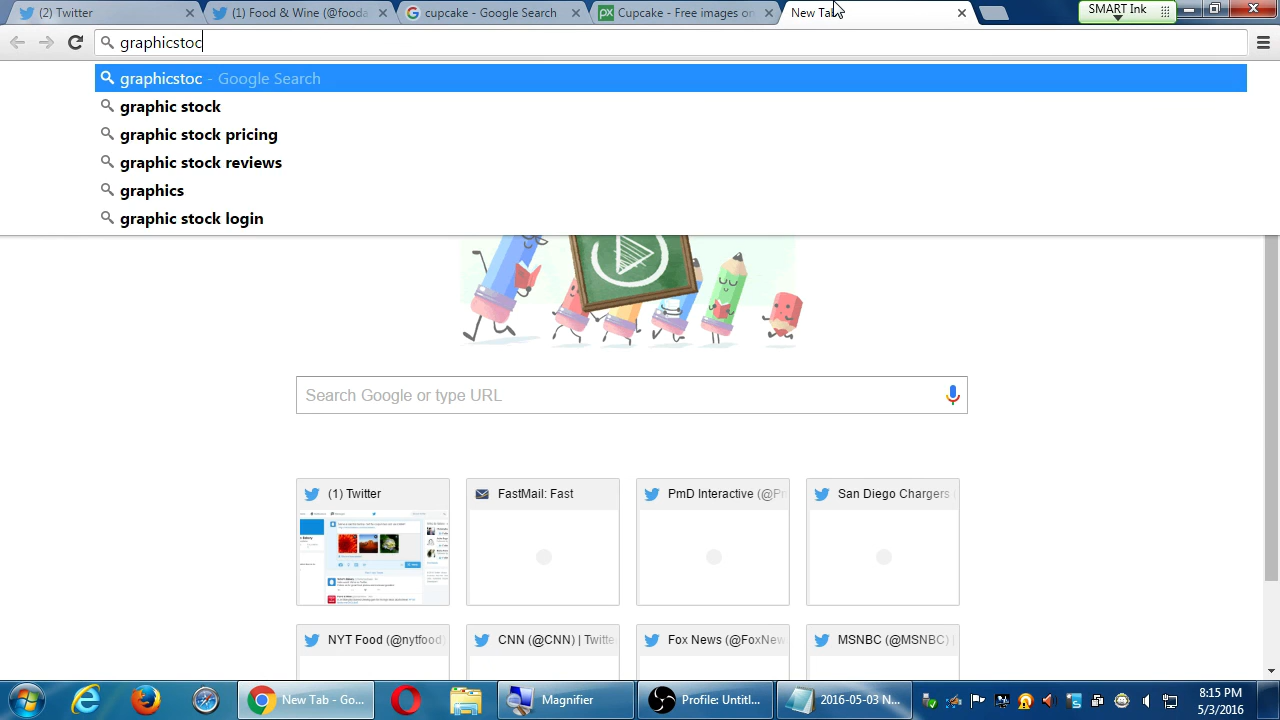 (2) Twitter
(1) Food & Wine (@fooda
cupcake - Google Search
Cupcake - Free images on
New Tab
SMART Ink
graphicstoc
graphicstoc - Google Search
graphic stock
graphic stock pricing
graphic stock reviews
graphics
graphic stock login
Search Google or type URL
(1) Twitter
FastMail: Fast
PmD Interactive (@P
San Diego Chargers
NYT Food (@nytfood)
CNN (@CNN) | Twitte
Fox News (@FoxNew
MSNBC (@MSNBC) |
New Tab - Go...
Magnifier
Profile: Untitl...
2016-05-03 N...
8:15 PM
5/3/2016